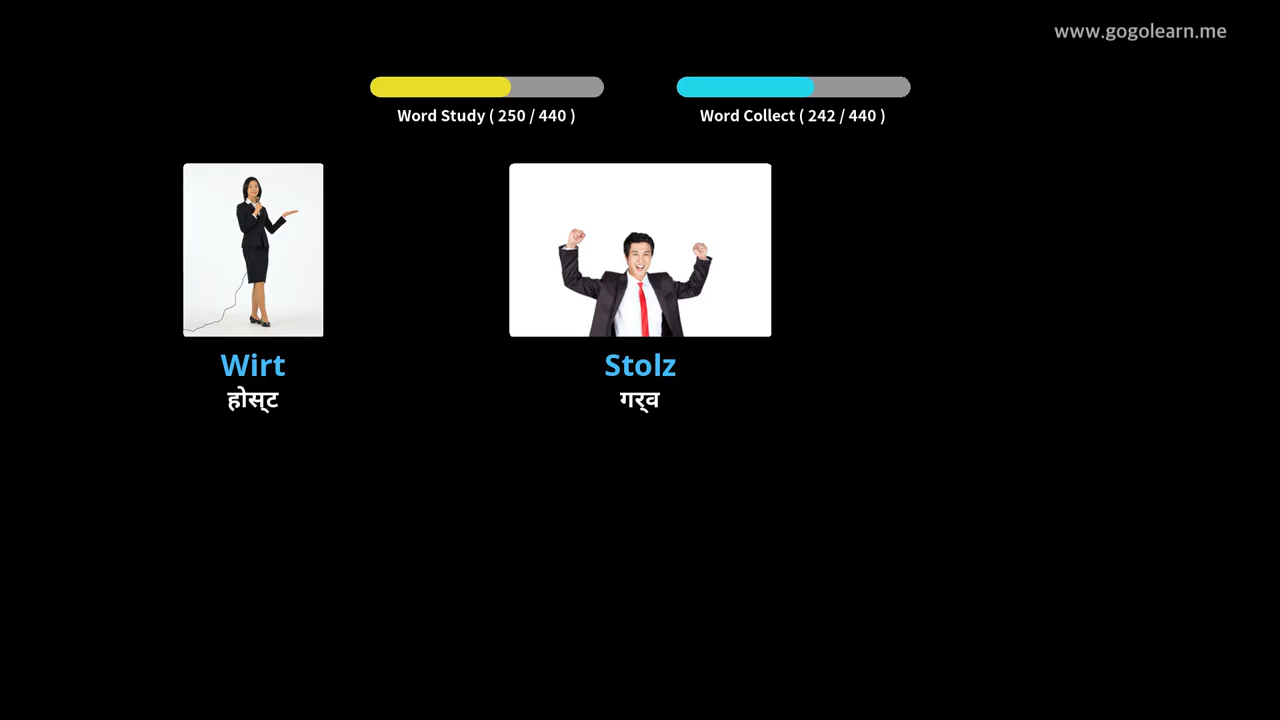 www.gogolearn.me
Word Study ( 250 / 440 )
Word Collect ( 242 / 440 )
Wirt
होस्ट
Stolz
गर्व